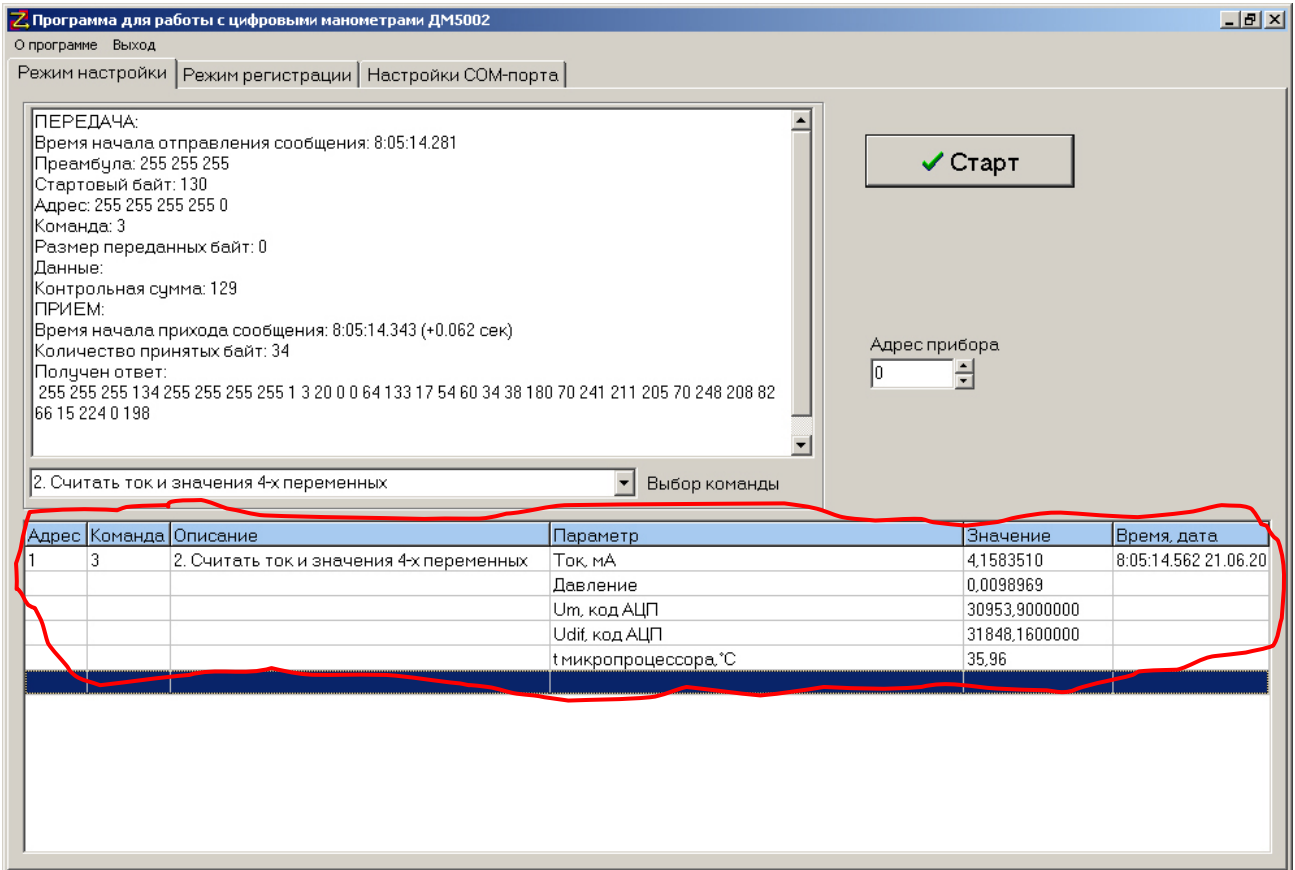 Программа для работы с цифровыми манометрами ДМ5002
О программе Выход
Режим настройки Режим регистрации Настройки COM-порта
ПЕРЕДАЧА:
Время начала отправления сообщения: 8:05:14.281
Преамбула: 255 255 255
Стартовый байт: 130
Адрес: 255 255 255 255 0
Команда: 3
Размер переданных байт: 0
Данные:
Контрольная сумма: 129
ПРИЕМ:
Время начала прихода сообщения: 8:05:14.343 (+0.062 сек)
Количество принятых байт: 34
Получен ответ:
255 255 255 134 255 255 255 255 1 3 20 0 0 64 133 17 54 60 34 38 180 70 241 211 205 70 248 208 82
66 15 224 0 198
Старт
Адрес прибора
0
2. Считать ток и значения 4-х переменных Выбор команды
Адрес Команда Описание Параметр Значение Время, дата
1 3 2. Считать ток и значения 4-х переменных Ток, мА 4,1583510 8:05:14.562 21.06.20
Давление 0,0098969
Um, код АЦП 30953,9000000
Udif, код АЦП 31848,1600000
t микропроцессора,°C 35,96